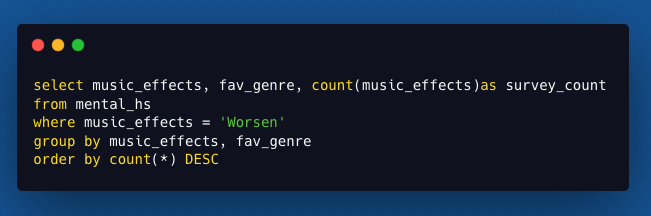 select music_effects, fav_genre, count(music_effects)as survey_count
from mental_hs
where music_effects = 'Worsen'
group by music_effects, fav_genre
order by count(*) DESC